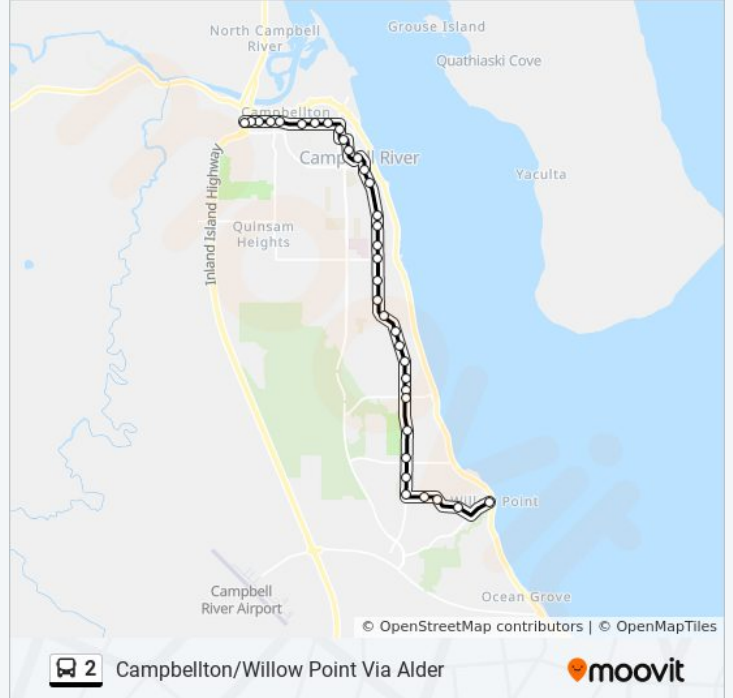 Grouse Island
North Campbell
River
Quathiaski Cove
Campbellton
Campbell River
Yaculta
Inland Island Highway
Quinsam
Heights
Willow Point
Campbell
River Airport
Ocean Grove
© OpenStreetMap contributors | © OpenMapTiles
2 Campbellton/Willow Point Via Alder
moovit